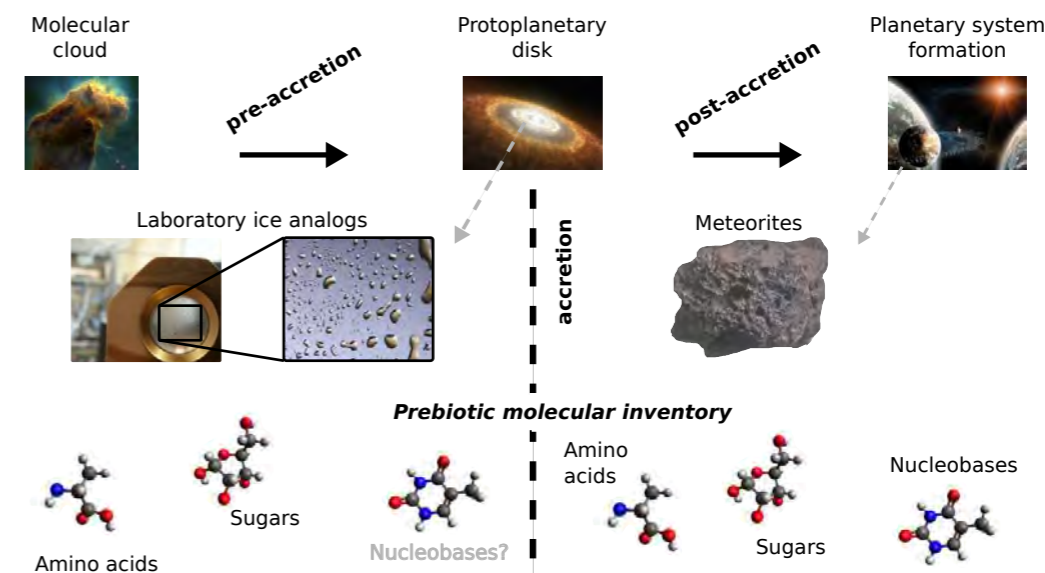 Molecular
cloud
pre-accretion
Protoplanetary
disk
post-accretion
Planetary system
formation
Laboratory ice analogs
accretion
Meteorites
Prebiotic molecular inventory
Amino acids
Sugars
Nucleobases?
Amino
acids
Sugars
Nucleobases